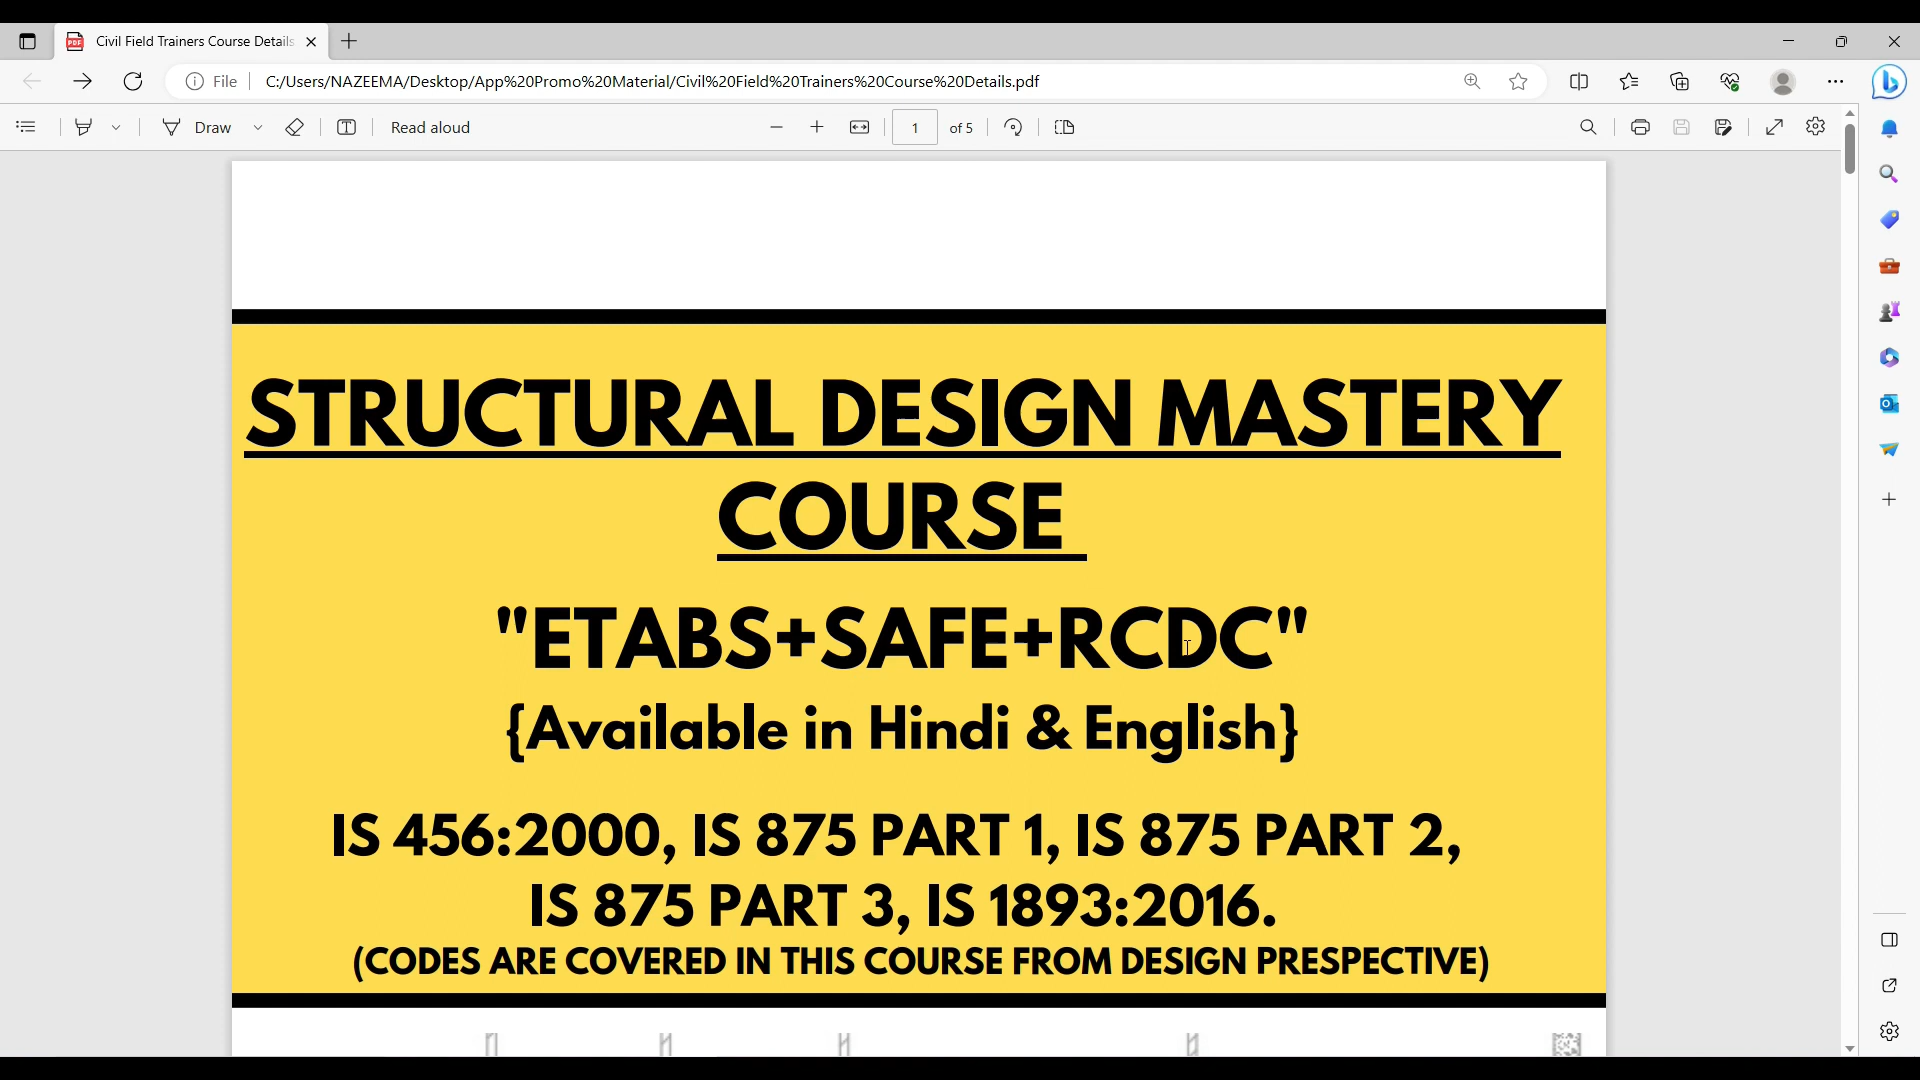 Civil Field Trainers Course Details
File
C:/Users/NAZEEMA/Desktop/App%20Promo%20Material/Civil%20Field%20Trainers%20Course%20Details.pdf
Draw
Read aloud
1 of 5
STRUCTURAL DESIGN MASTERY
COURSE
"ETABS+SAFE+RCDC"
{Available in Hindi & English}
IS 456:2000, IS 875 PART 1, IS 875 PART 2,
IS 875 PART 3, IS 1893:2016.
(CODES ARE COVERED IN THIS COURSE FROM DESIGN PRESPECTIVE)